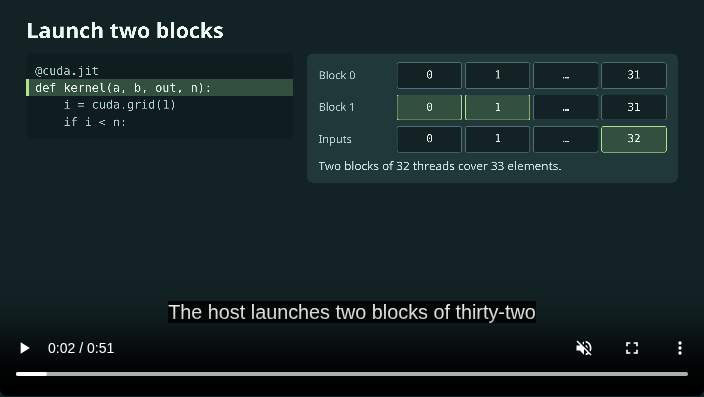 Launch two blocks
@cuda.jit
def kernel(a, b, out, n):
    i = cuda.grid(1)
    if i < n:
Block 0 0 1 … 31
Block 1 0 1 … 31
Inputs 0 1 … 32
Two blocks of 32 threads cover 33 elements.
The host launches two blocks of thirty-two
0:02 / 0:51